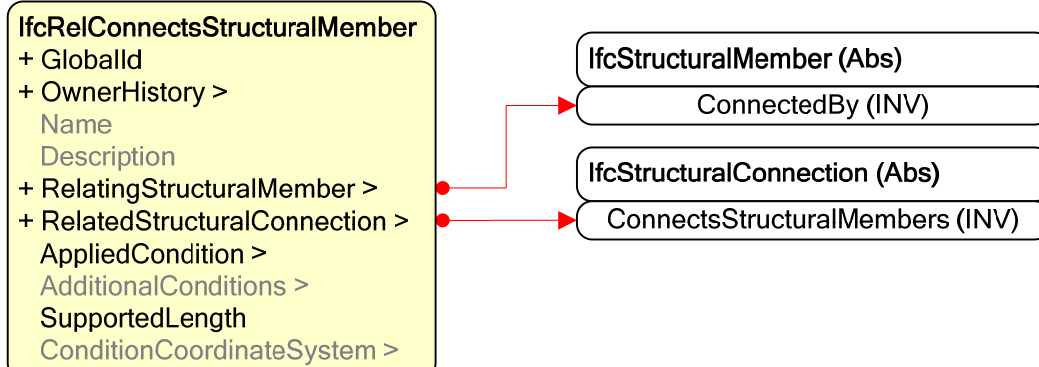 IfcRelConnectsStructuralMember
+ GlobalId
+ OwnerHistory >
Name
Description
+ RelatingStructuralMember >
+ RelatedStructuralConnection >
AppliedCondition >
AdditionalConditions >
SupportedLength
ConditionCoordinateSystem >
IfcStructuralMember (Abs)
ConnectedBy (INV)
IfcStructuralConnection (Abs)
ConnectsStructuralMembers (INV)